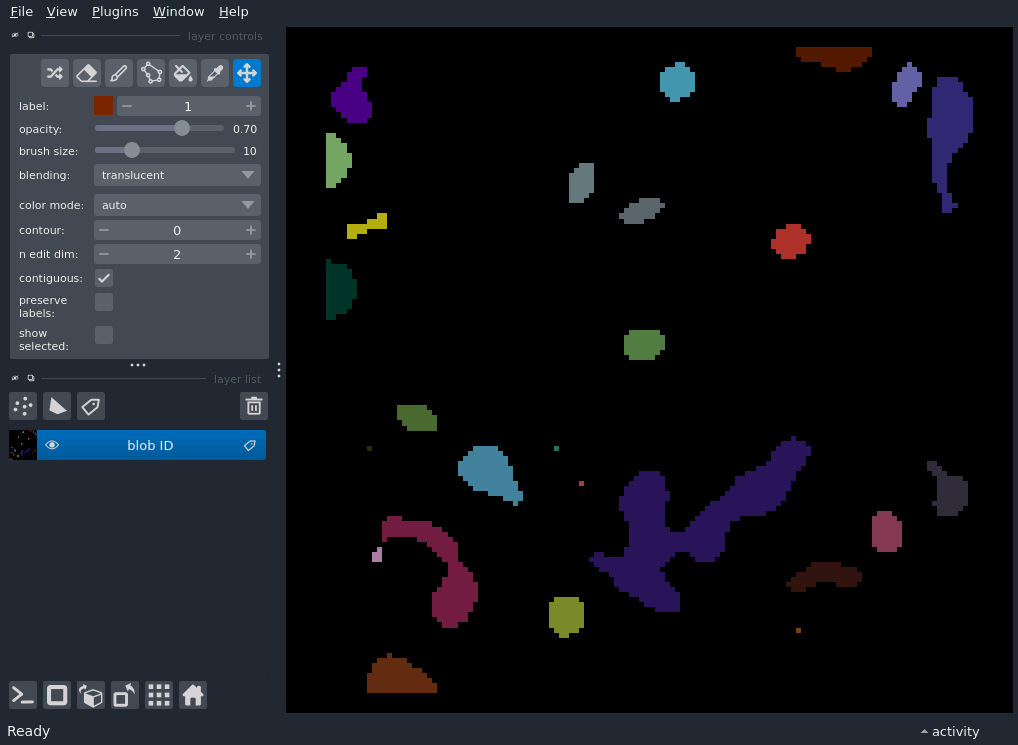 File View Plugins Window Help
layer controls
label: 1
opacity: 0.70
brush size: 10
blending: translucent
color mode: auto
contour: 0
n edit dim: 2
contiguous:
preserve
labels:
show
selected:
layer list
blob ID
Ready
activity